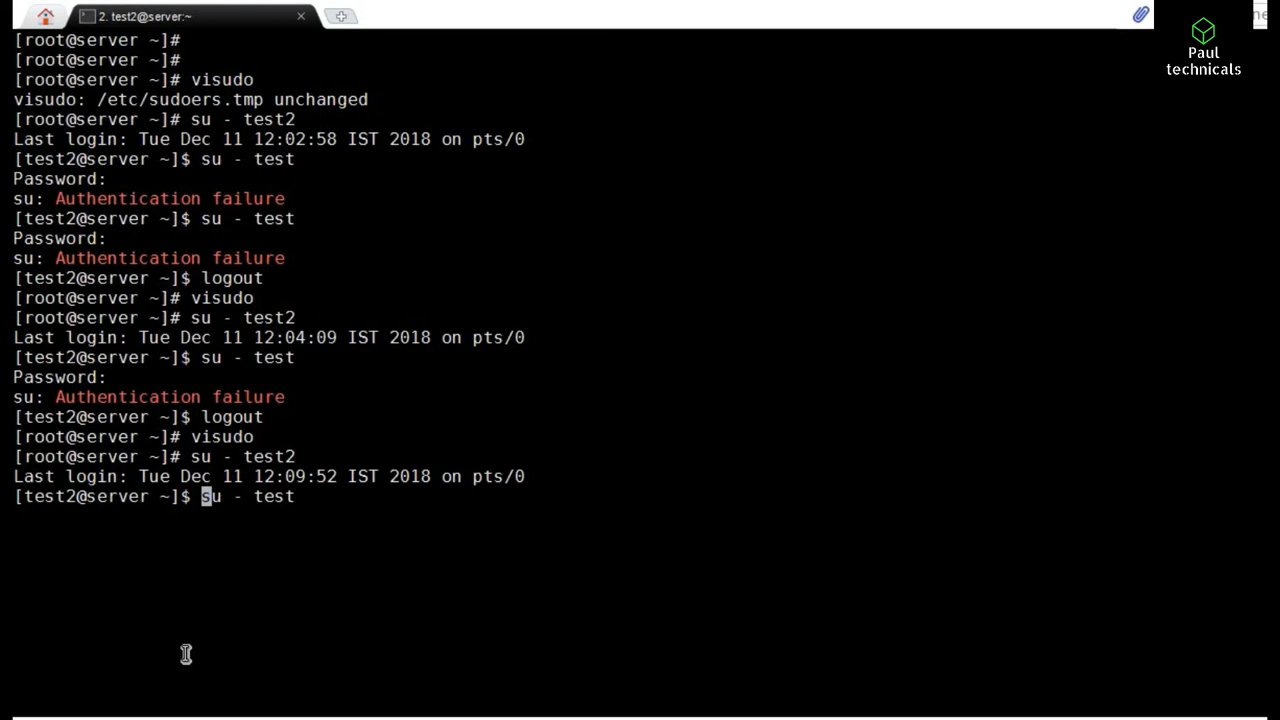 2. test2@server:~
Paul
technicals
[root@server ~]#
[root@server ~]#
[root@server ~]# visudo
visudo: /etc/sudoers.tmp unchanged
[root@server ~]# su - test2
Last login: Tue Dec 11 12:02:58 IST 2018 on pts/0
[test2@server ~]$ su - test
Password:
su: Authentication failure
[test2@server ~]$ su - test
Password:
su: Authentication failure
[test2@server ~]$ logout
[root@server ~]# visudo
[root@server ~]# su - test2
Last login: Tue Dec 11 12:04:09 IST 2018 on pts/0
[test2@server ~]$ su - test
Password:
su: Authentication failure
[test2@server ~]$ logout
[root@server ~]# visudo
[root@server ~]# su - test2
Last login: Tue Dec 11 12:09:52 IST 2018 on pts/0
[test2@server ~]$ su - test